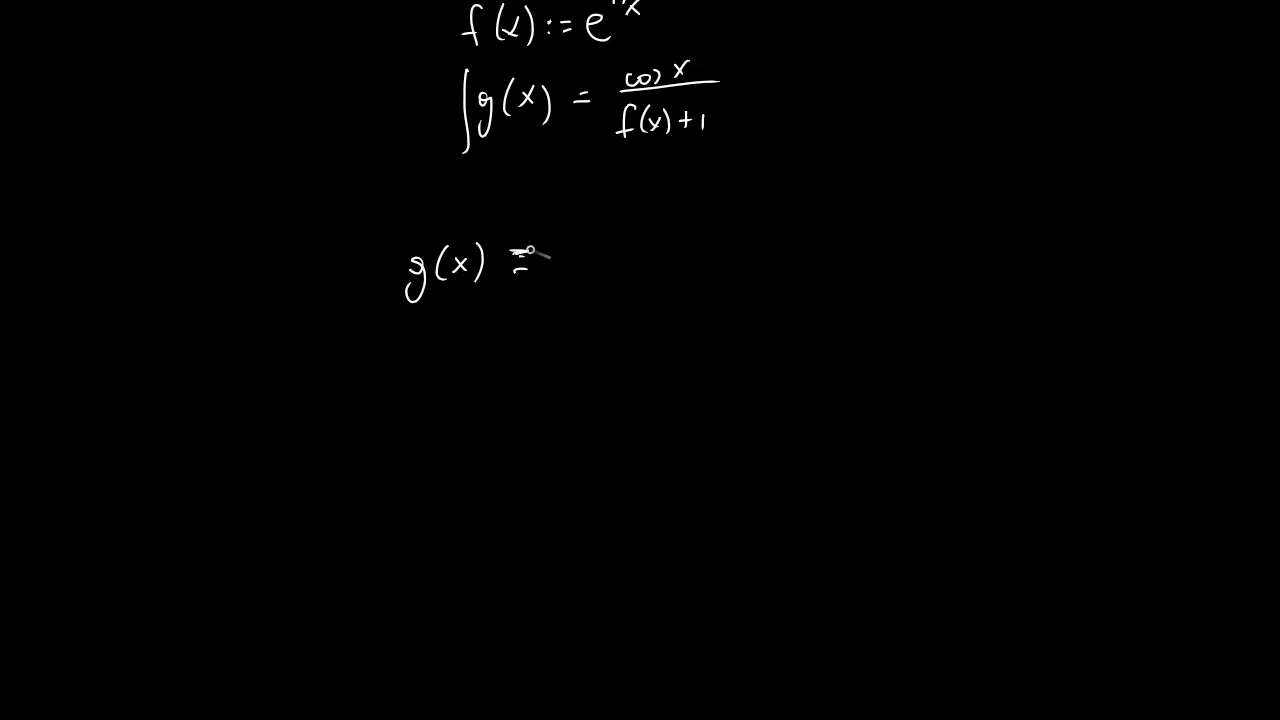 f(x) := e x
∫g(x) = cos x / f(x) + 1
g(x) =